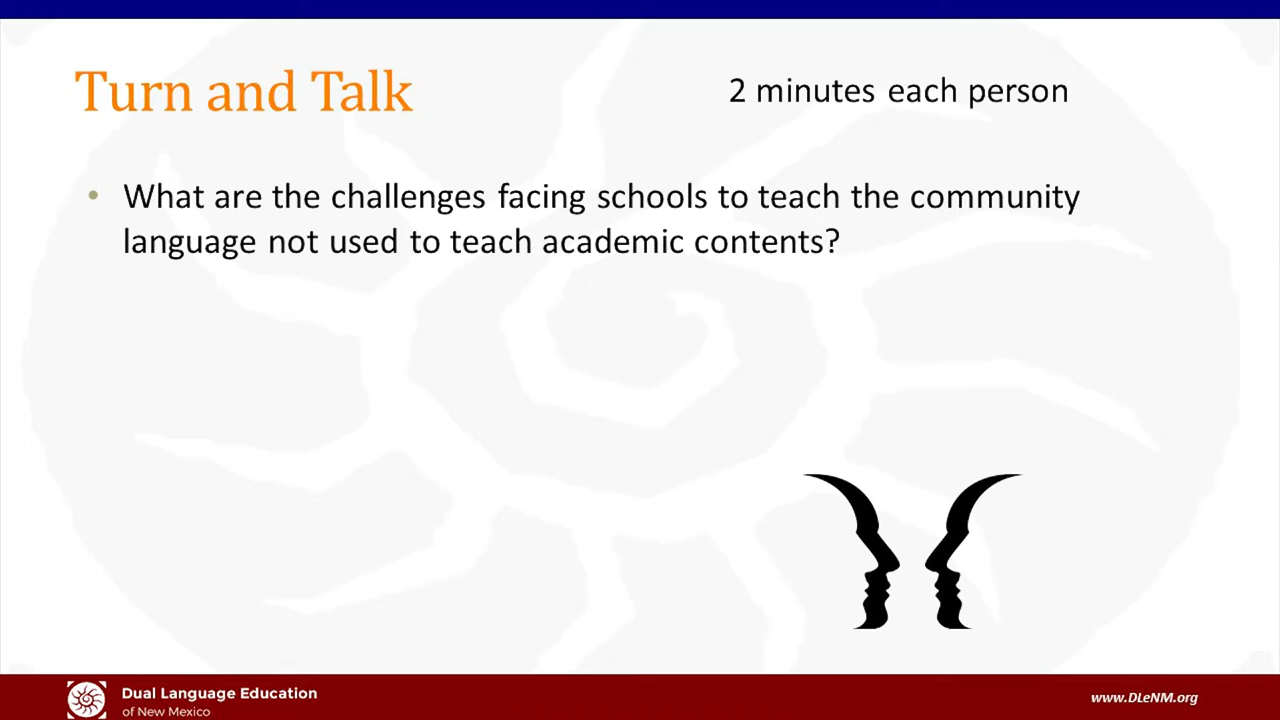 Turn and Talk
2 minutes each person
• What are the challenges facing schools to teach the community
language not used to teach academic contents?
Dual Language Education
of New Mexico
www.DLeNM.org